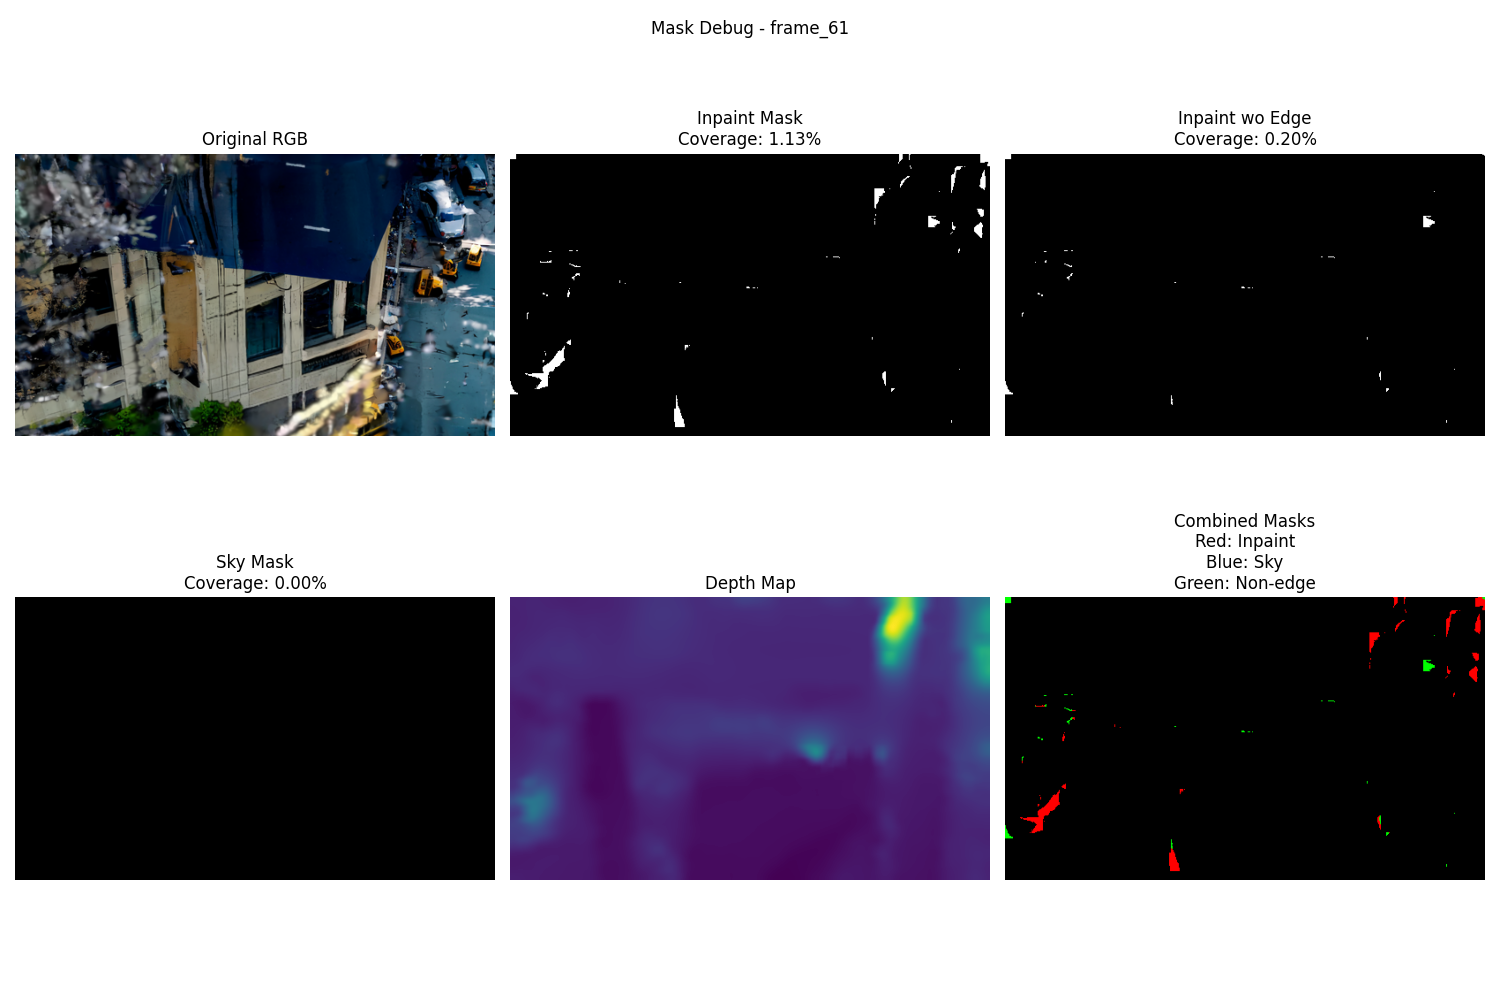 Mask Debug - frame_61
Original RGB
Inpaint Mask
Coverage: 1.13%
Inpaint wo Edge
Coverage: 0.20%
Sky Mask
Coverage: 0.00%
Depth Map
Combined Masks
Red: Inpaint
Blue: Sky
Green: Non-edge